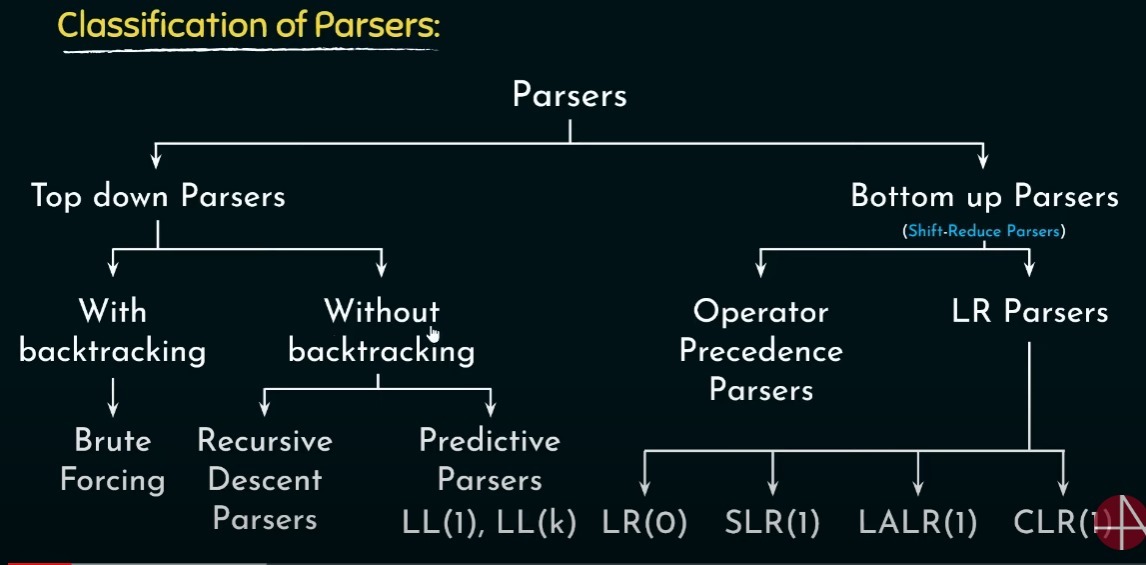 Classification of Parsers:
Parsers
Top down Parsers
Bottom up Parsers
(Shift-Reduce Parsers)
With
backtracking
Without
backtracking
Operator
Precedence
Parsers
LR Parsers
Brute
Forcing
Recursive
Descent
Parsers
Predictive
Parsers
LL(1), LL(k)
LR(0)
SLR(1)
LALR(1)
CLR(1)